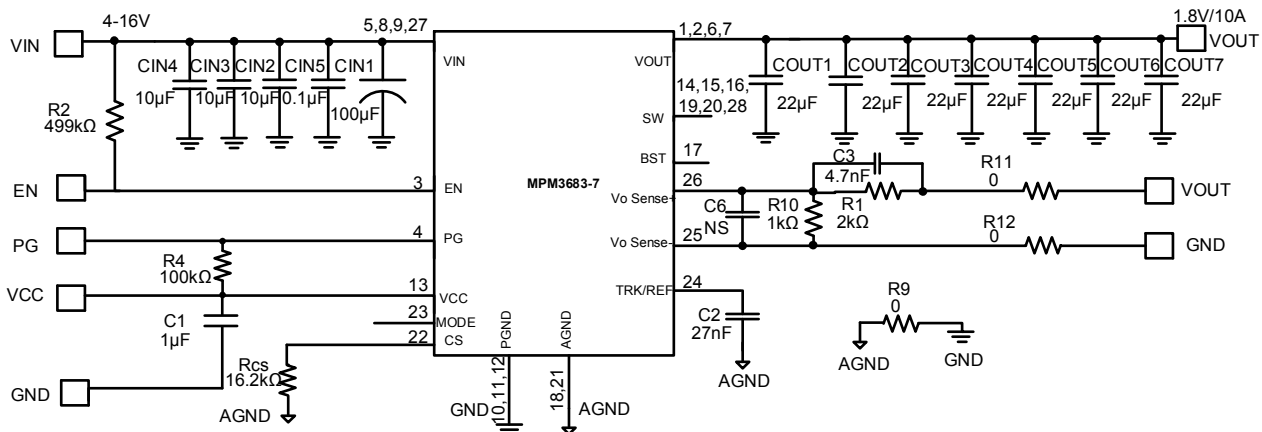 4-16V
VIN
5,8,9,27
VIN
CIN4
10µF
CIN3
10µF
CIN2
10µF
CIN5
0.1µF
CIN1
100µF
R2
499kΩ
EN
3
EN
PG
4
PG
R4
100kΩ
VCC
13
VCC
C1
1µF
23
MODE
22
CS
Rcs
16.2kΩ
AGND
GND
MPM3683-7
PGND
10,11,12
GND
AGND
18,21
AGND
1,2,6,7
VOUT
1.8V/10A
VOUT
COUT1
22µF
COUT2
22µF
COUT3
22µF
COUT4
22µF
COUT5
22µF
COUT6
22µF
COUT7
22µF
14,15,16,
19,20,28
SW
17
BST
26
Vo Sense+
C3
4.7nF
C6
NS
R10
1kΩ
R1
2kΩ
R11
0
VOUT
Vo Sense-
25
R12
0
GND
TRK/REF
24
C2
27nF
AGND
R9
0
AGND
GND